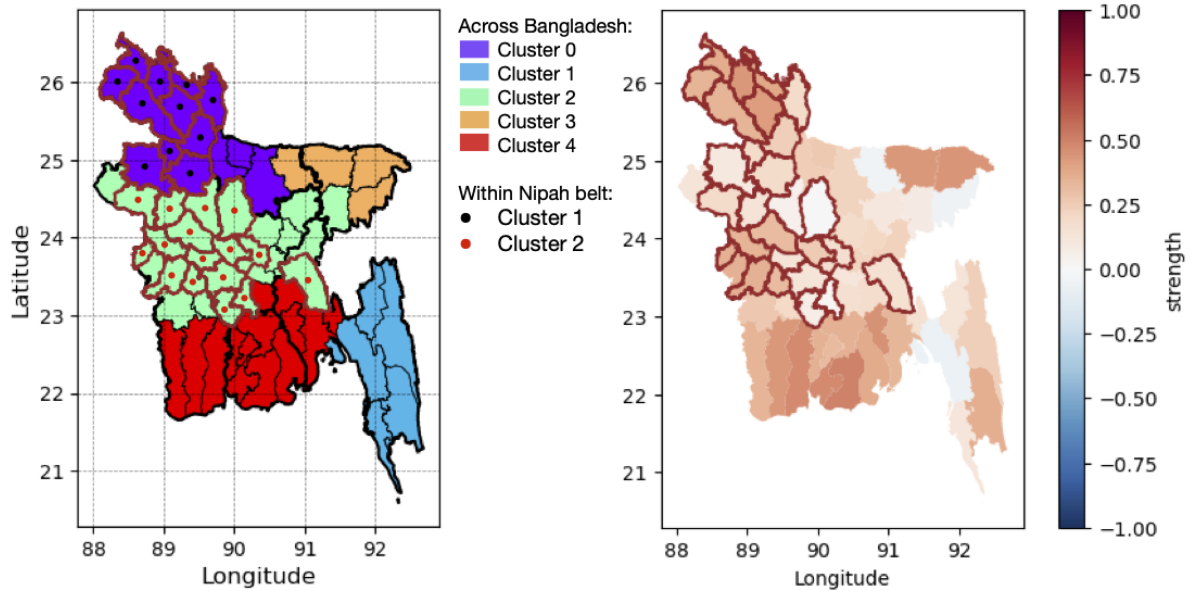 Across Bangladesh:
Cluster 0
Cluster 1
Cluster 2
Cluster 3
Cluster 4
Within Nipah belt:
Cluster 1
Cluster 2
26
25
24
23
22
21
Latitude
88
89
90
91
92
Longitude
26
25
24
23
22
21
88
89
90
91
92
Longitude
1.00
0.75
0.50
0.25
0.00
−0.25
−0.50
−0.75
−1.00
strength